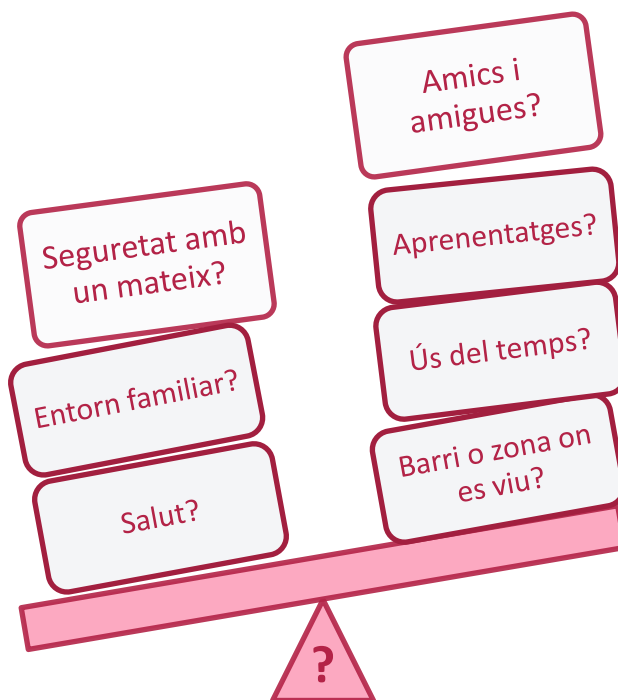 Seguretat amb
un mateix?
Entorn familiar?
Salut?
Amics i
amigues?
Aprenentatges?
Ús del temps?
Barri o zona on
es viu?
?